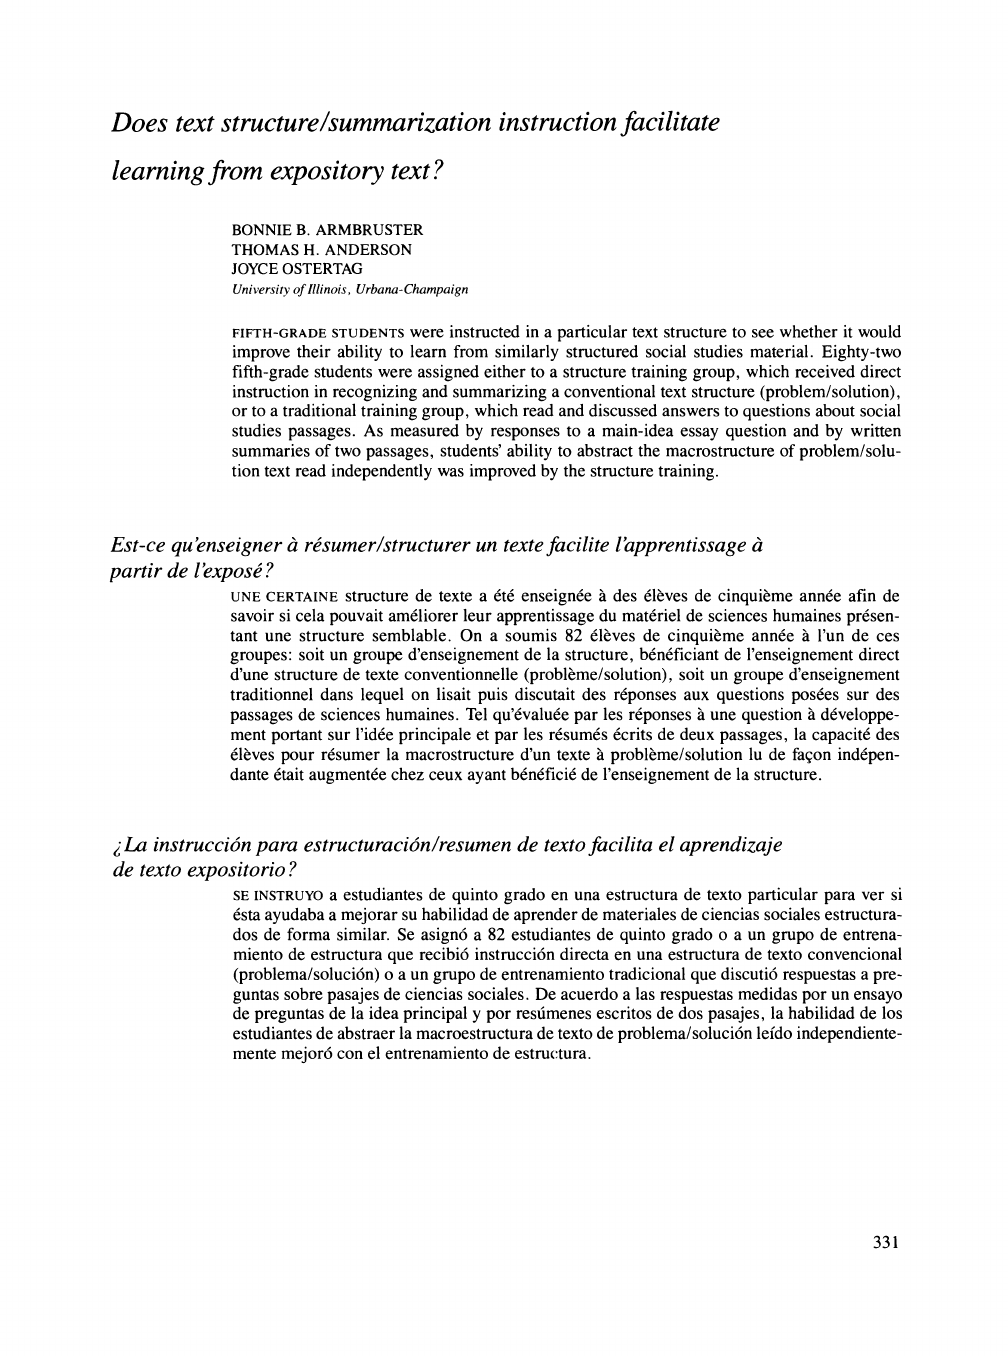 Does text structure/summarization instruction facilitate
learning from expository text?
BONNIE B. ARMBRUSTER
THOMAS H. ANDERSON
JOYCE OSTERTAG
University of Illinois, Urbana-Champaign
FIFTH-GRADE STUDENTS were instructed in a particular text structure to see whether it would
improve their ability to learn from similarly structured social studies material. Eighty-two
fifth-grade students were assigned either to a structure training group, which received direct
instruction in recognizing and summarizing a conventional text structure (problem/solution),
or to a traditional training group, which read and discussed answers to questions about social
studies passages. As measured by responses to a main-idea essay question and by written
summaries of two passages, students' ability to abstract the macrostructure of problem/solu-
tion text read independently was improved by the structure training.
Est-ce qu'enseigner à résumer/structurer un texte facilite l'apprentissage à
partir de l'exposé?
UNE CERTAINE structure de texte a été enseignée à des élèves de cinquième année afin de
savoir si cela pouvait améliorer leur apprentissage du matériel de sciences humaines présen-
tant une structure semblable. On a soumis 82 élèves de cinquième année à l'un de ces
groupes: soit un groupe d'enseignement de la structure, bénéficiant de l'enseignement direct
d'une structure de texte conventionnelle (problème/solution), soit un groupe d'enseignement
traditionnel dans lequel on lisait puis discutait des réponses aux questions posées sur des
passages de sciences humaines. Tel qu'évaluée par les réponses à une question à développe-
ment portant sur l'idée principale et par les résumés écrits de deux passages, la capacité des
élèves pour résumer la macrostructure d'un texte à problème/solution lu de façon indépen-
dante était augmentée chez ceux ayant bénéficié de l'enseignement de la structure.
¿La instrucción para estructuración/resumen de texto facilita el aprendizaje
de texto expositorio?
SE INSTRUYO a estudiantes de quinto grado en una estructura de texto particular para ver si
ésta ayudaba a mejorar su habilidad de aprender de materiales de ciencias sociales estructura-
dos de forma similar. Se asignó a 82 estudiantes de quinto grado o a un grupo de entrena-
miento de estructura que recibió instrucción directa en una estructura de texto convencional
(problema/solución) o a un grupo de entrenamiento tradicional que discutió respuestas a pre-
guntas sobre pasajes de ciencias sociales. De acuerdo a las respuestas medidas por un ensayo
de preguntas de la idea principal y por resúmenes escritos de dos pasajes, la habilidad de los
estudiantes de abstraer la macroestructura de texto de problema/solución leído independiente-
mente mejoró con el entrenamiento de estructura.
331